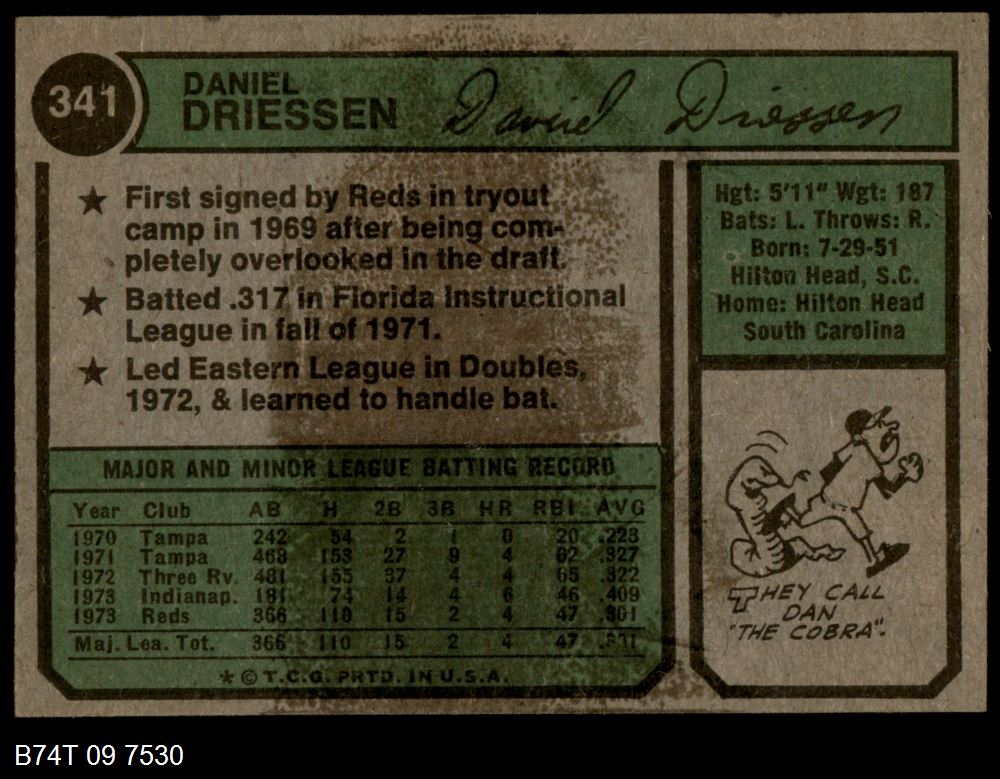 341
DANIEL
DRIESSEN
Daniel Driessen
★ First signed by Reds in tryout
camp in 1969 after being com-
pletely overlooked in the draft.
★ Batted .317 in Florida Instructional
League in fall of 1971.
★ Led Eastern League in Doubles,
1972, & learned to handle bat.
Hgt: 5'11" Wgt: 187
Bats: L. Throws: R.
Born: 7-29-51
Hilton Head, S.C.
Home: Hilton Head
South Carolina
MAJOR AND MINOR LEAGUE BATTING RECORD
Year Club AB H 2B 3B HR RBI AVG
1970 Tampa 242 54 2 1 0 20 .223
1971 Tampa 468 153 27 9 4 62 .327
1972 Three Rv. 481 155 37 4 4 65 .322
1973 Indianap. 181 74 14 4 6 46 .409
1973 Reds 366 110 15 2 4 47 .301
Maj. Lea. Tot. 366 110 15 2 4 47 .301
★ © T.C.G. PRTD. IN U.S.A.
THEY CALL
DAN
"THE COBRA".
B74T 09 7530